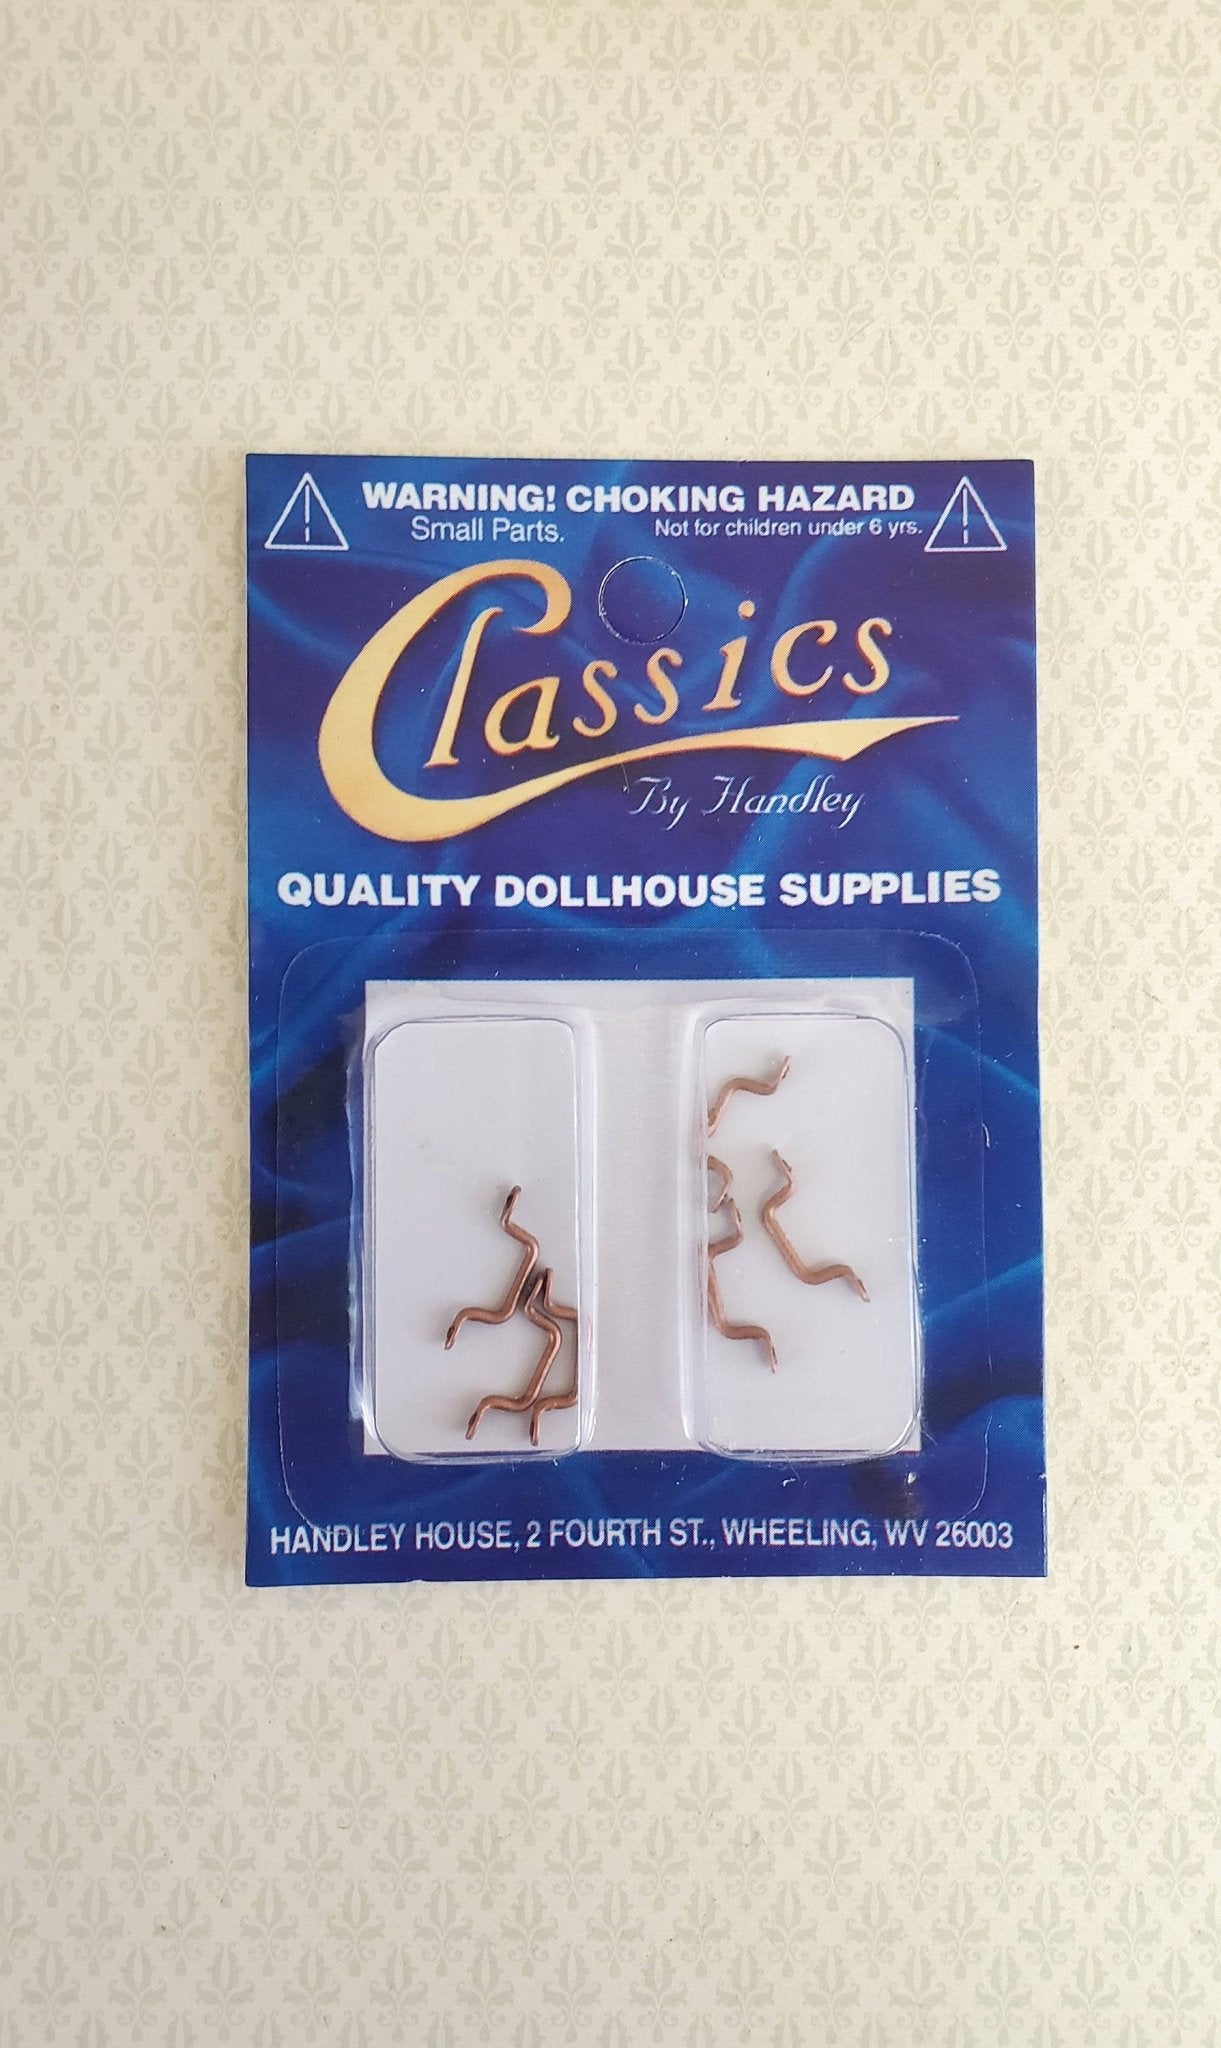 WARNING! CHOKING HAZARD
Small Parts. Not for children under 6 yrs.
Classics
By Handley
QUALITY DOLLHOUSE SUPPLIES
HANDLEY HOUSE, 2 FOURTH ST., WHEELING, WV 26003